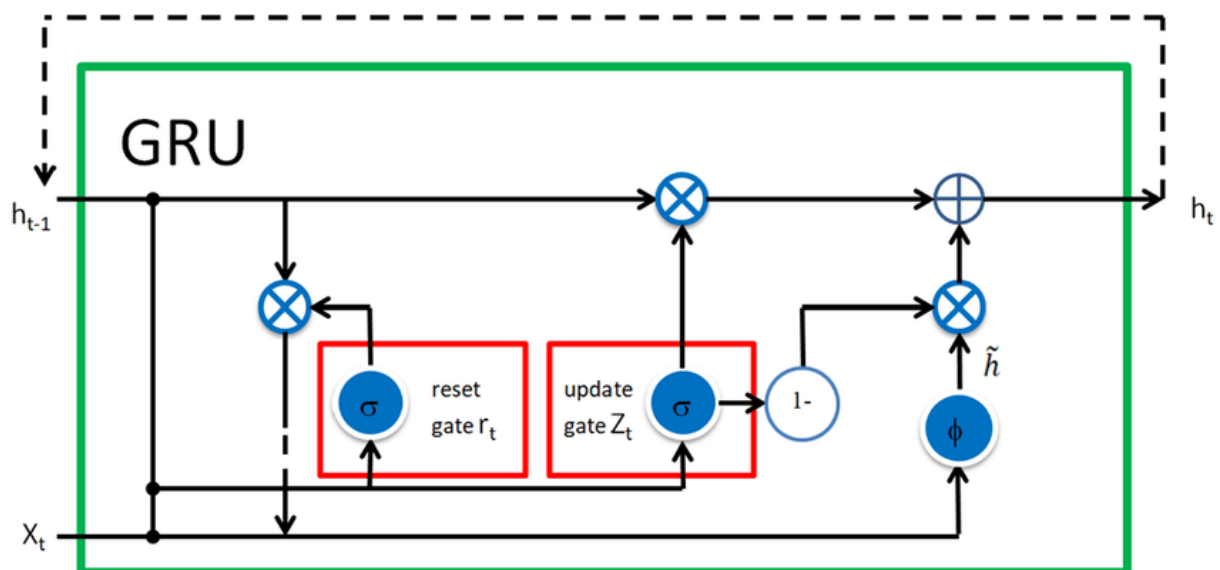 GRU
h_{t-1}
h_t
h̃
reset
gate r_t
σ
update
gate Z_t
σ
1-
ϕ
X_t